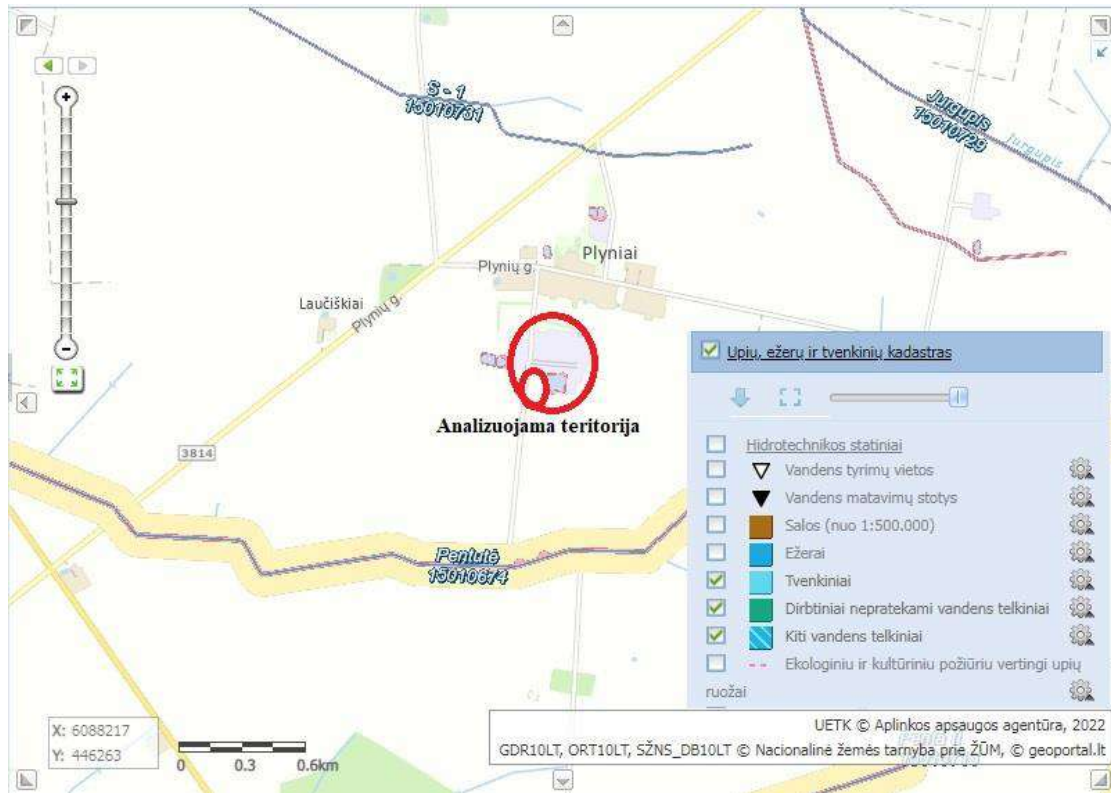 S - 1
15010731
Jurgupis
15010729
Jurgupis
Plyniai
Plynių g.
Laučiškiai
Plynių g.
Analizuojama teritorija
3814
Pentutė
15010674
Upių, ežerų ir tvenkinių kadastras
Hidrotechnikos statiniai
Vandens tyrimų vietos
Vandens matavimų stotys
Salos (nuo 1:500.000)
Ežerai
Tvenkiniai
Dirbtiniai nepratekami vandens telkiniai
Kiti vandens telkiniai
Ekologiniu ir kultūriniu požiūriu vertingi upių
ruožai
X: 6088217
Y: 446263
0 0.3 0.6km
UETK © Aplinkos apsaugos agentūra, 2022
GDR10LT, ORT10LT, SŽNS_DB10LT © Nacionalinė žemės tarnyba prie ŽŪM, © geoportal.lt